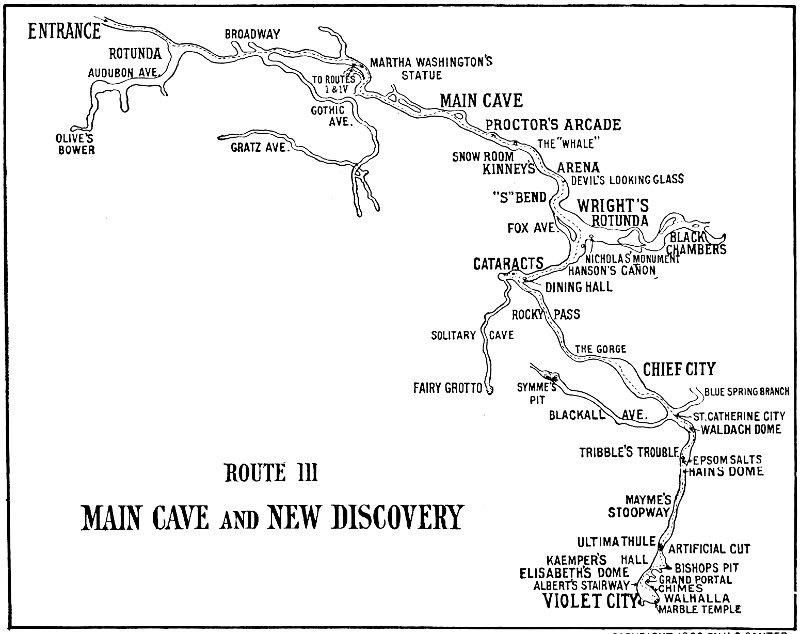 ENTRANCE
BROADWAY
ROTUNDA
AUDUBON AVE.
MARTHA WASHINGTON'S
STATUE
TO ROUTES
I & IV
GOTHIC
AVE.
OLIVE'S
BOWER
GRATZ AVE.
MAIN CAVE
PROCTOR'S ARCADE
THE "WHALE"
SNOW ROOM
KINNEYS
ARENA
DEVIL'S LOOKING GLASS
"S" BEND
WRIGHT'S
ROTUNDA
FOX AVE.
BLACK
CHAMBERS
NICHOLAS MONUMENT
HANSON'S CAÑON
CATARACTS
DINING HALL
ROCKY PASS
SOLITARY CAVE
THE GORGE
FAIRY GROTTO
CHIEF CITY
SYMME'S
PIT
BLUE SPRING BRANCH
BLACKALL AVE.
ST. CATHERINE CITY
WALDACH DOME
TRIBBLE'S TROUBLE
EPSOM SALTS
HAINS DOME
ROUTE III
MAIN CAVE AND NEW DISCOVERY
MAYME'S
STOOPWAY
ULTIMA THULE
ARTIFICIAL CUT
KAEMPER'S HALL
BISHOPS PIT
ELISABETH'S DOME
GRAND PORTAL
ALBERT'S STAIRWAY
CHIMES
VIOLET CITY
WALHALLA
MARBLE TEMPLE